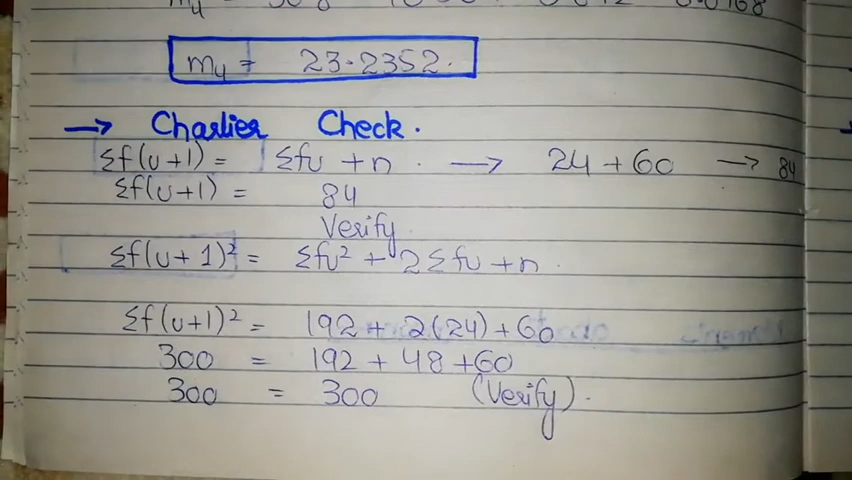 m₄ = 23.2352.
→ Charlier Check.
Σf(u+1) = Σfu + n. → 24 + 60 → 84
Σf(u+1) = 84
Verify
Σf(u+1)² = Σfu² + 2Σfu + n.
Σf(u+1)² = 192 + 2(24) + 60
300 = 192 + 48 + 60
300 = 300 (Verify).